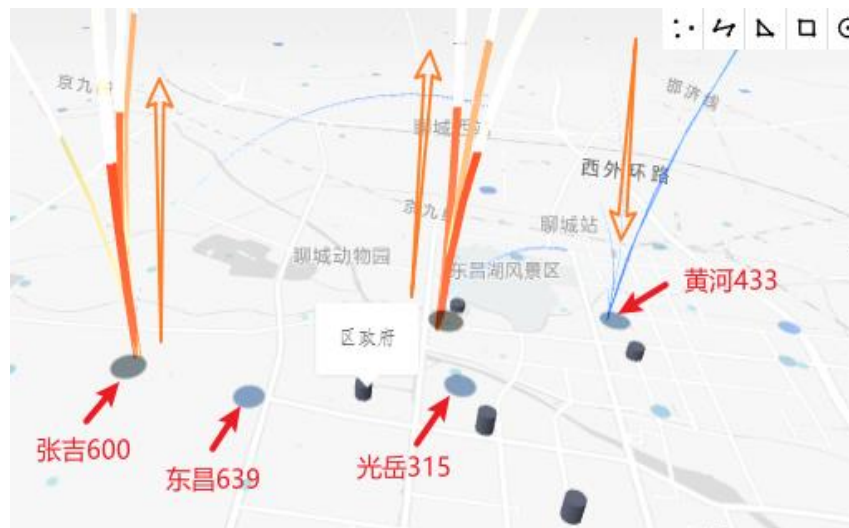 京九
邯济线
聊城西
西外环路
京九
聊城站
聊城动物园
东昌湖风景区
黄河433
区政府
张吉600
东昌639
光岳315